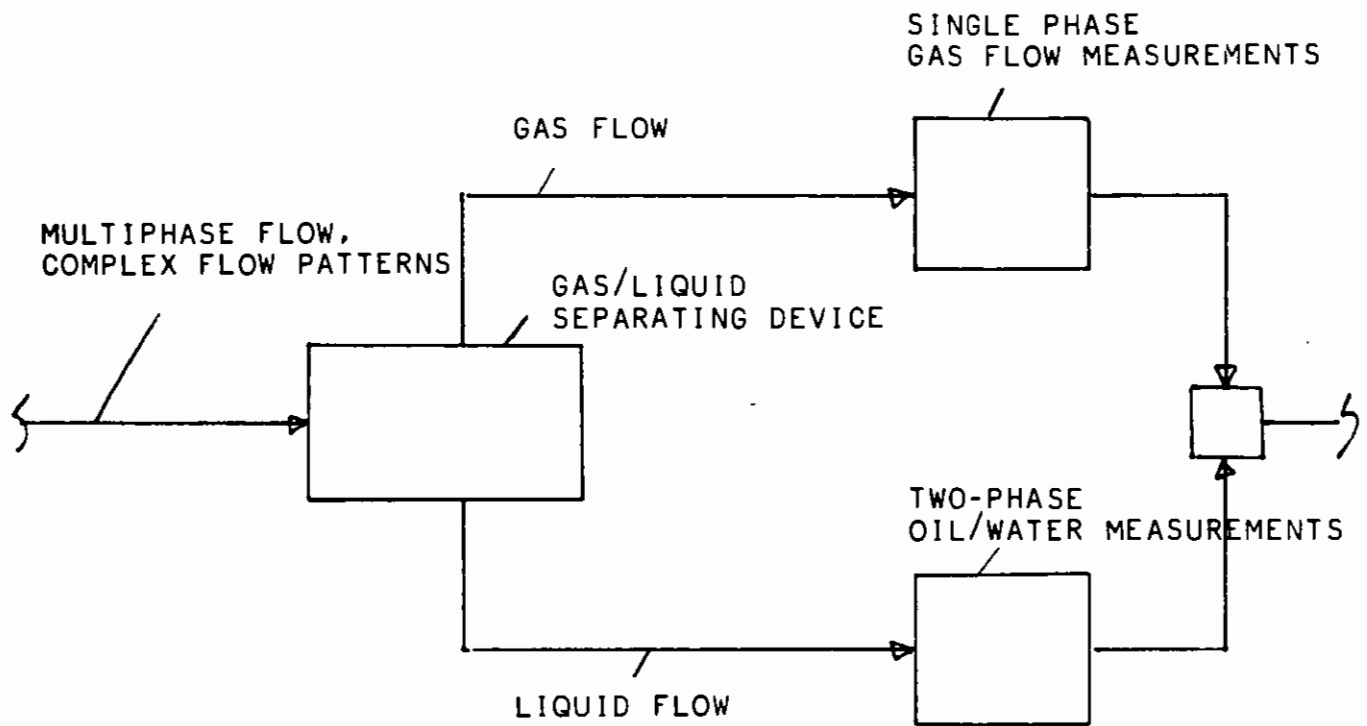 SINGLE PHASE
GAS FLOW MEASUREMENTS
GAS FLOW
MULTIPHASE FLOW,
COMPLEX FLOW PATTERNS
GAS/LIQUID
SEPARATING DEVICE
TWO-PHASE
OIL/WATER MEASUREMENTS
LIQUID FLOW